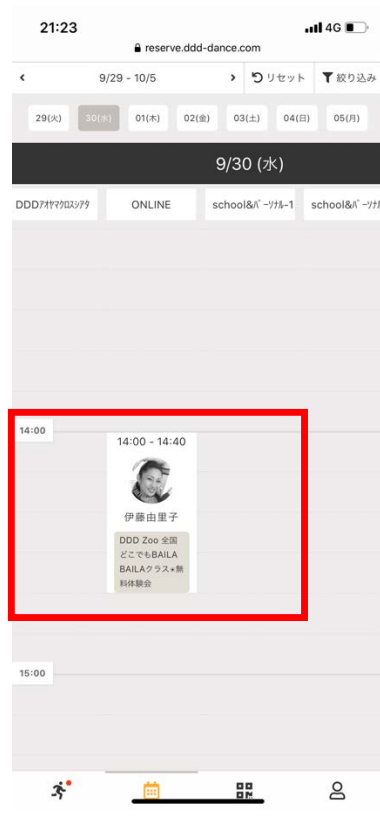 21:23
4G
reserve.ddd-dance.com
9/29 - 10/5
リセット
絞り込み
29(火) 30(水) 01(木) 02(金) 03(土) 04(日) 05(月)
9/30 (水)
DDDｱｵﾔﾏｸﾛｽｼｱﾀ ONLINE school&ﾊﾟｰｿﾅﾙ-1 school&ﾊﾟｰｿﾅﾙ
14:00
14:00 - 14:40
伊藤由里子
DDD Zoo 全国
どこでもBAILA
BAILAクラス*無
料体験会
15:00